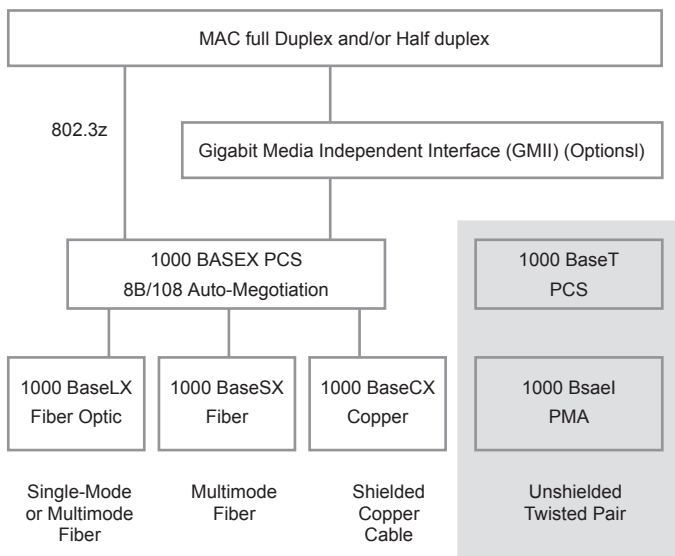 MAC full Duplex and/or Half duplex
802.3z
Gigabit Media Independent Interface (GMII) (Optionsl)
1000 BASEX PCS
8B/108 Auto-Megotiation
1000 BaseT
PCS
1000 BaseLX
Fiber Optic
1000 BaseSX
Fiber
1000 BaseCX
Copper
1000 BsaeI
PMA
Single-Mode
or Multimode
Fiber
Multimode
Fiber
Shielded
Copper
Cable
Unshielded
Twisted Pair